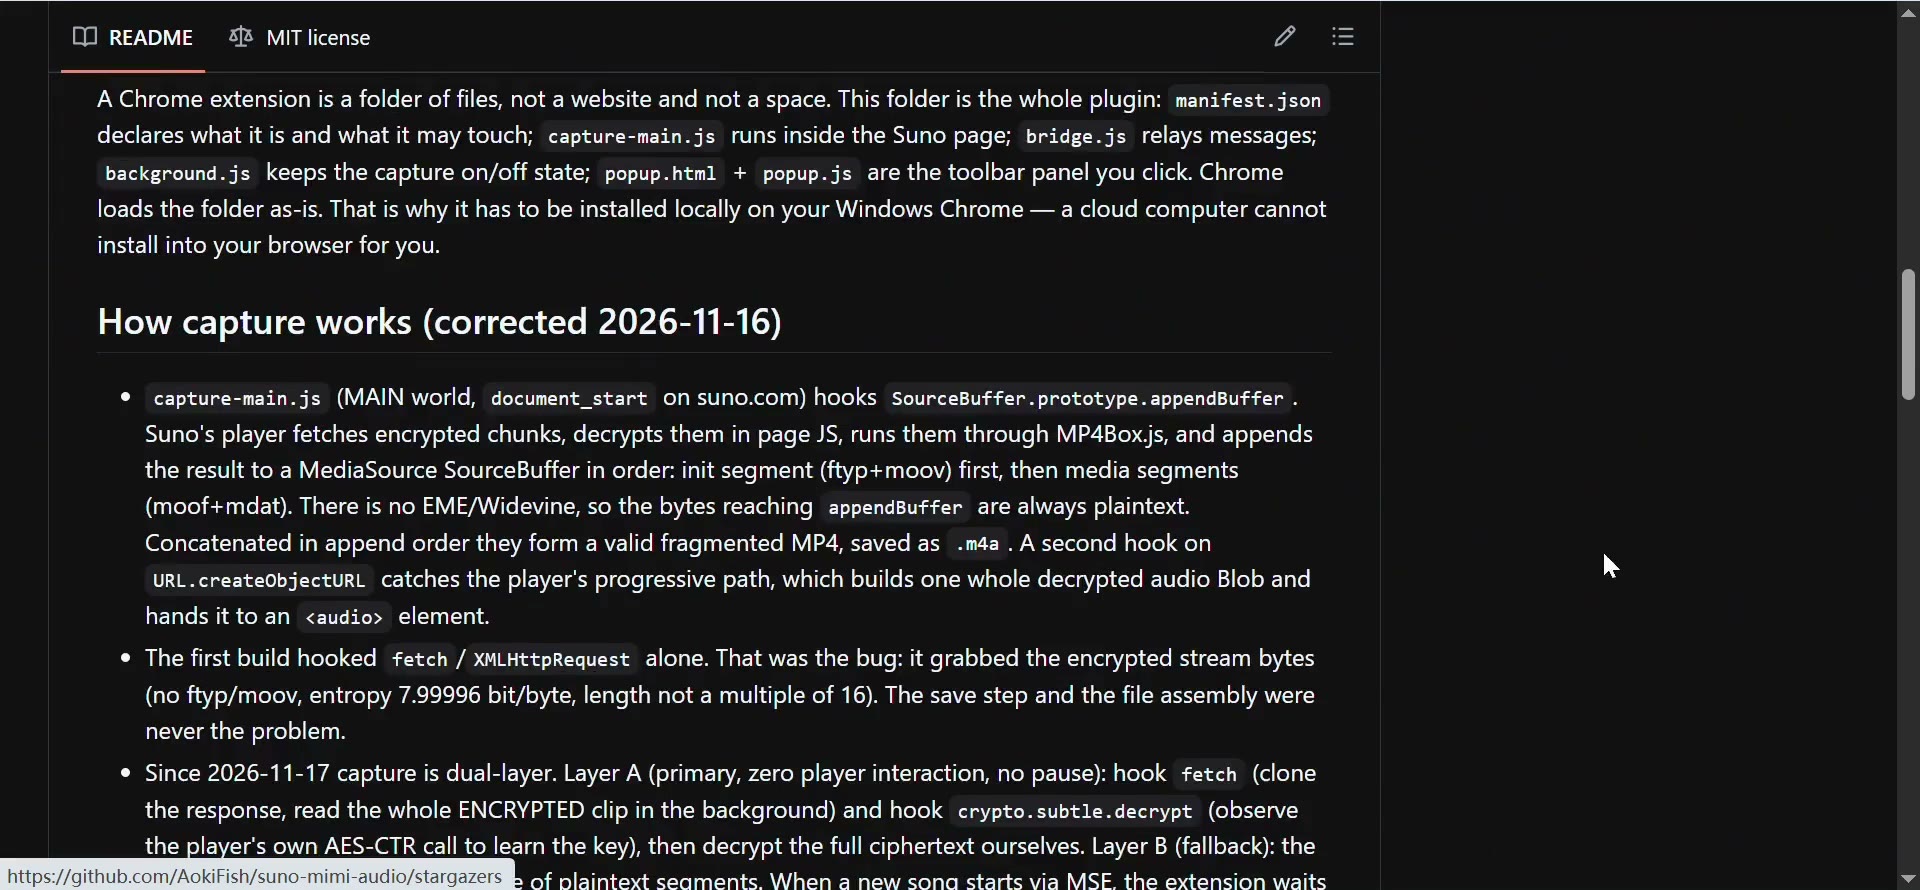 README MIT license
A Chrome extension is a folder of files, not a website and not a space. This folder is the whole plugin: manifest.json
declares what it is and what it may touch; capture-main.js runs inside the Suno page; bridge.js relays messages;
background.js keeps the capture on/off state; popup.html + popup.js are the toolbar panel you click. Chrome
loads the folder as-is. That is why it has to be installed locally on your Windows Chrome — a cloud computer cannot
install into your browser for you.
How capture works (corrected 2026-11-16)
• capture-main.js (MAIN world, document_start on suno.com) hooks SourceBuffer.prototype.appendBuffer .
Suno's player fetches encrypted chunks, decrypts them in page JS, runs them through MP4Box.js, and appends
the result to a MediaSource SourceBuffer in order: init segment (ftyp+moov) first, then media segments
(moof+mdat). There is no EME/Widevine, so the bytes reaching appendBuffer are always plaintext.
Concatenated in append order they form a valid fragmented MP4, saved as .m4a . A second hook on
URL.createObjectURL catches the player's progressive path, which builds one whole decrypted audio Blob and
hands it to an <audio> element.
• The first build hooked fetch / XMLHttpRequest alone. That was the bug: it grabbed the encrypted stream bytes
(no ftyp/moov, entropy 7.99996 bit/byte, length not a multiple of 16). The save step and the file assembly were
never the problem.
• Since 2026-11-17 capture is dual-layer. Layer A (primary, zero player interaction, no pause): hook fetch (clone
the response, read the whole ENCRYPTED clip in the background) and hook crypto.subtle.decrypt (observe
the player's own AES-CTR call to learn the key), then decrypt the full ciphertext ourselves. Layer B (fallback): the
e of plaintext segments. When a new song starts via MSE, the extension waits
https://github.com/AokiFish/suno-mimi-audio/stargazers